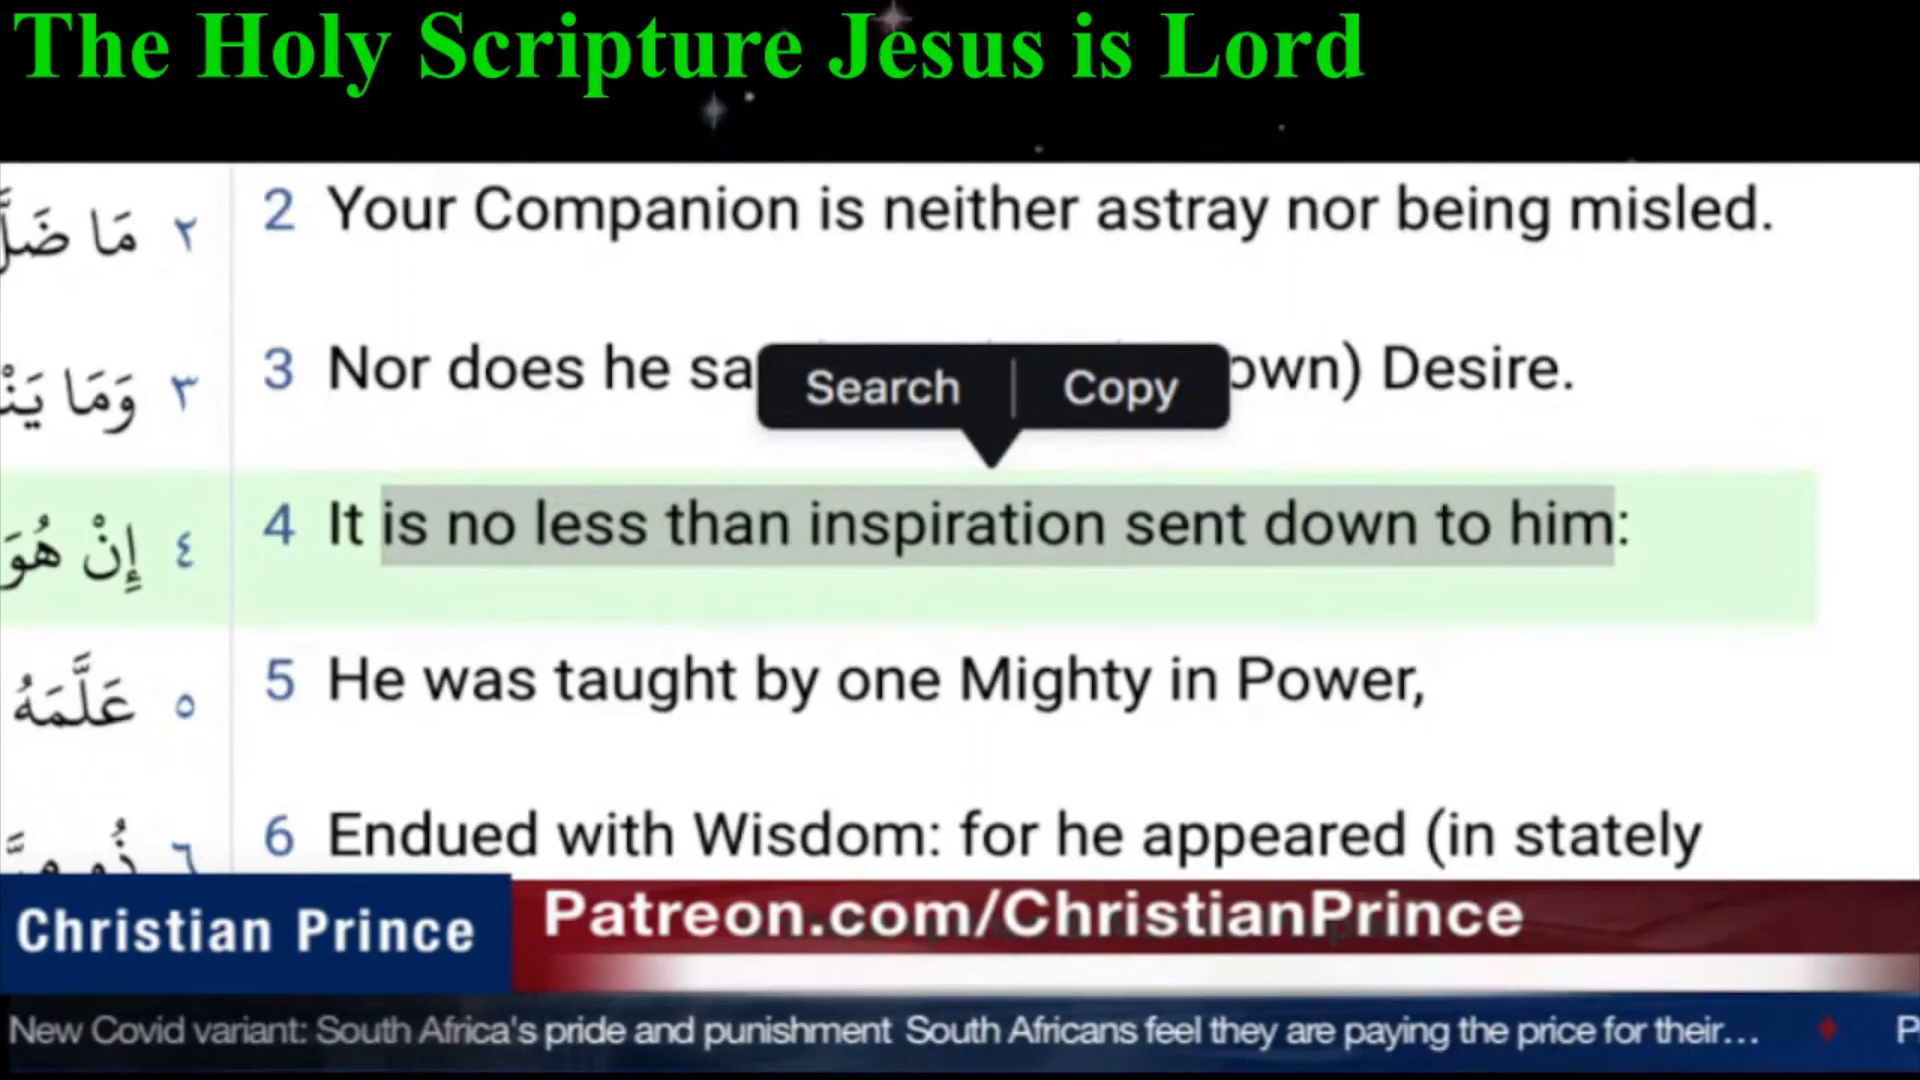 The Holy Scripture Jesus is Lord
مَا ضَلَّ ٢
2 Your Companion is neither astray nor being misled.
وَمَا ٣
3 Nor does he own) Desire.
Search | Copy
إِنْ هُوَ ٤
4 It is no less than inspiration sent down to him:
عَلَّمَهُ ٥
5 He was taught by one Mighty in Power,
ذُو ٦
6 Endued with Wisdom: for he appeared (in stately
Christian Prince
Patreon.com/ChristianPrince
New Covid variant: South Africa's pride and punishment South Africans feel they are paying the price for their...